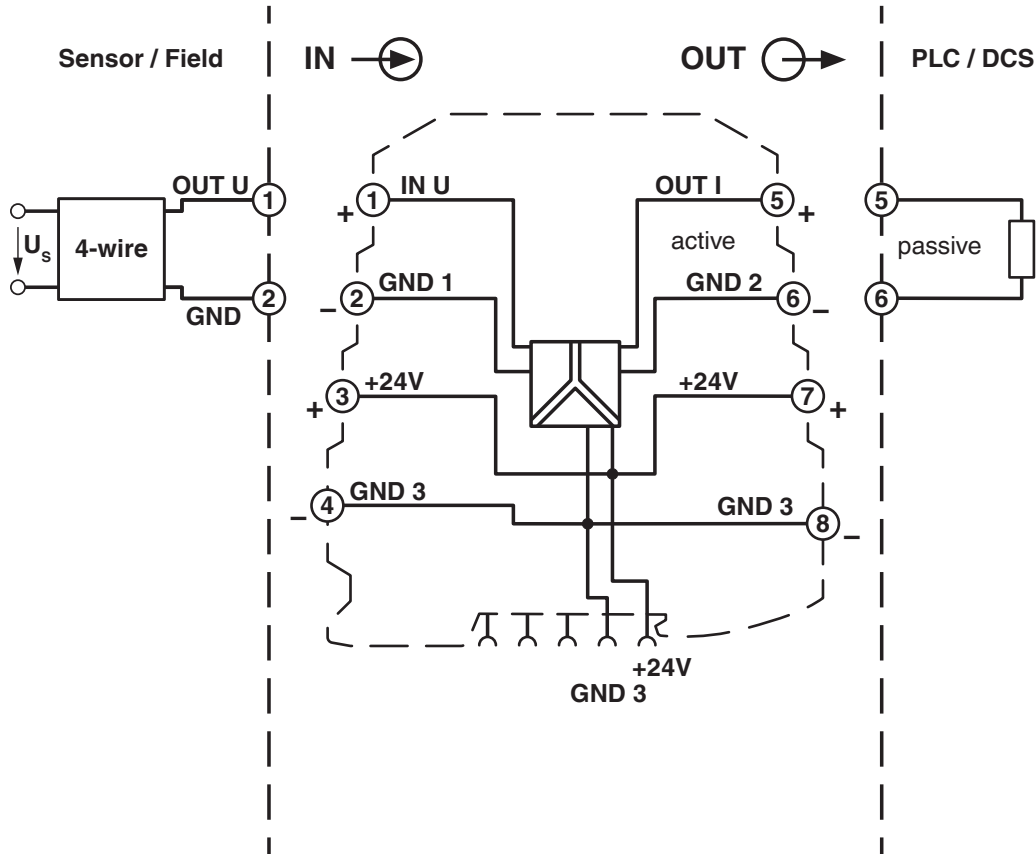 Sensor / Field
IN
OUT
PLC / DCS
OUT U
1
1
IN U
OUT I
5
5
+
+
Us
4-wire
active
passive
2
GND
–
2
GND 1
GND 2
6
–
6
+24V
3
+
+24V
7
+
GND 3
4
–
GND 3
8
–
+24V
GND 3